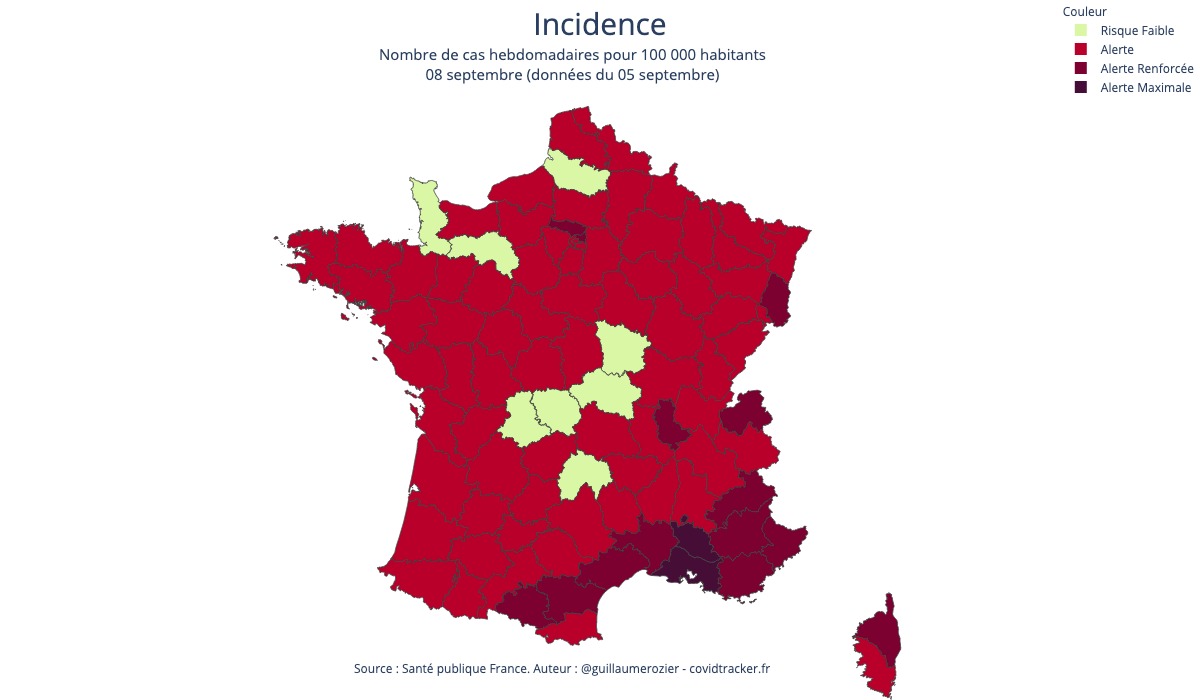 Incidence
Nombre de cas hebdomadaires pour 100 000 habitants
08 septembre (données du 05 septembre)
Couleur
Risque Faible
Alerte
Alerte Renforcée
Alerte Maximale
Source : Santé publique France. Auteur : @guillaumerozier - covidtracker.fr